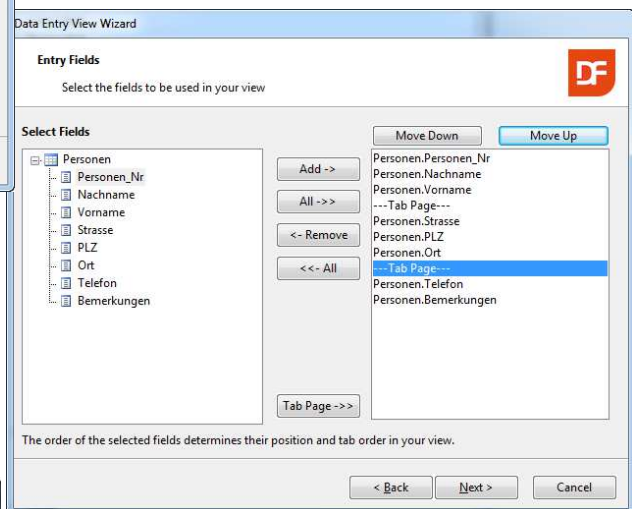 Data Entry View Wizard
Entry Fields
Select the fields to be used in your view
DF
Select Fields
Move Down
Move Up
Personen
Personen_Nr
Nachname
Vorname
Strasse
PLZ
Ort
Telefon
Bemerkungen
Add ->
All ->>
<- Remove
<<- All
Tab Page ->>
Personen.Personen_Nr
Personen.Nachname
Personen.Vorname
---Tab Page---
Personen.Strasse
Personen.PLZ
Personen.Ort
---Tab Page---
Personen.Telefon
Personen.Bemerkungen
The order of the selected fields determines their position and tab order in your view.
< Back
Next >
Cancel